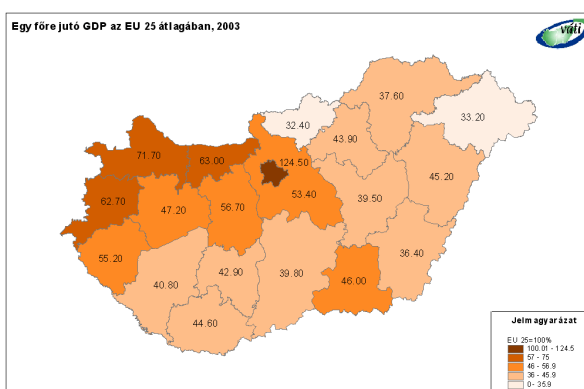 Egy főre jutó GDP az EU 25 átlagában, 2003
váti
37.60
33.20
32.40
43.90
71.70
63.00
124.50
45.20
62.70
53.40
47.20
56.70
39.50
55.20
36.40
42.90
39.80
46.00
40.80
44.60
Jelmagyarázat
EU 25=100%
100.01 - 124.5
57 - 75
46 - 56.9
36 - 45.9
0- 35.9